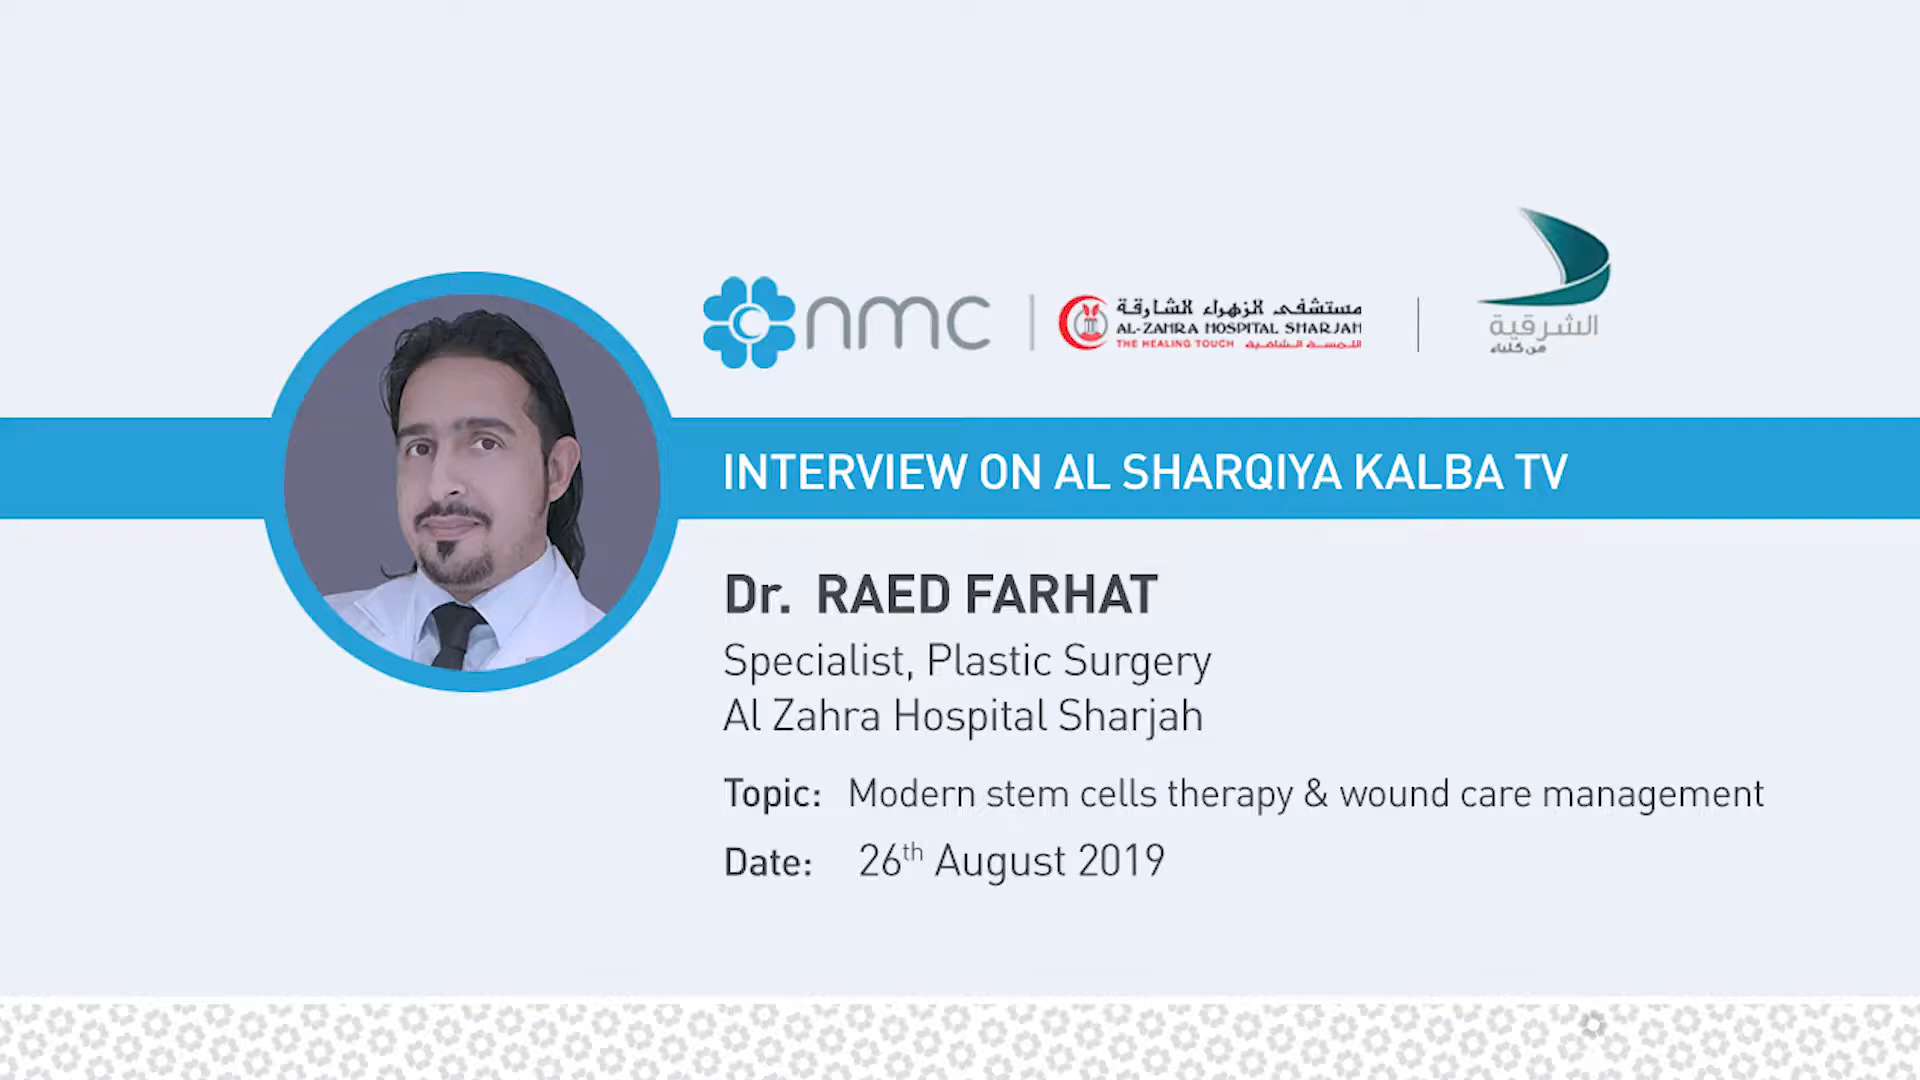 nmc
مستشفى الزهراء الشارقة
AL-ZAHRA HOSPITAL SHARJAH
THE HEALING TOUCH اللمسة الشافية
الشرقية
من كلباء
INTERVIEW ON AL SHARQIYA KALBA TV
Dr. RAED FARHAT
Specialist, Plastic Surgery
Al Zahra Hospital Sharjah
Topic: Modern stem cells therapy & wound care management
Date: 26th August 2019